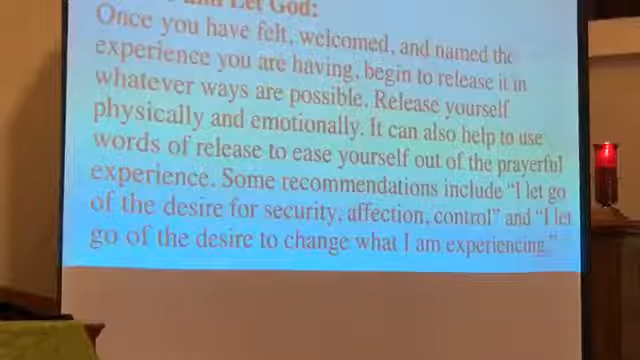 and Let God:
Once you have felt, welcomed, and named the
experience you are having, begin to release it in
whatever ways are possible. Release yourself
physically and emotionally. It can also help to use
words of release to ease yourself out of the prayerful
experience. Some recommendations include “I let go
of the desire for security, affection, control” and “I let
go of the desire to change what I am experiencing.”